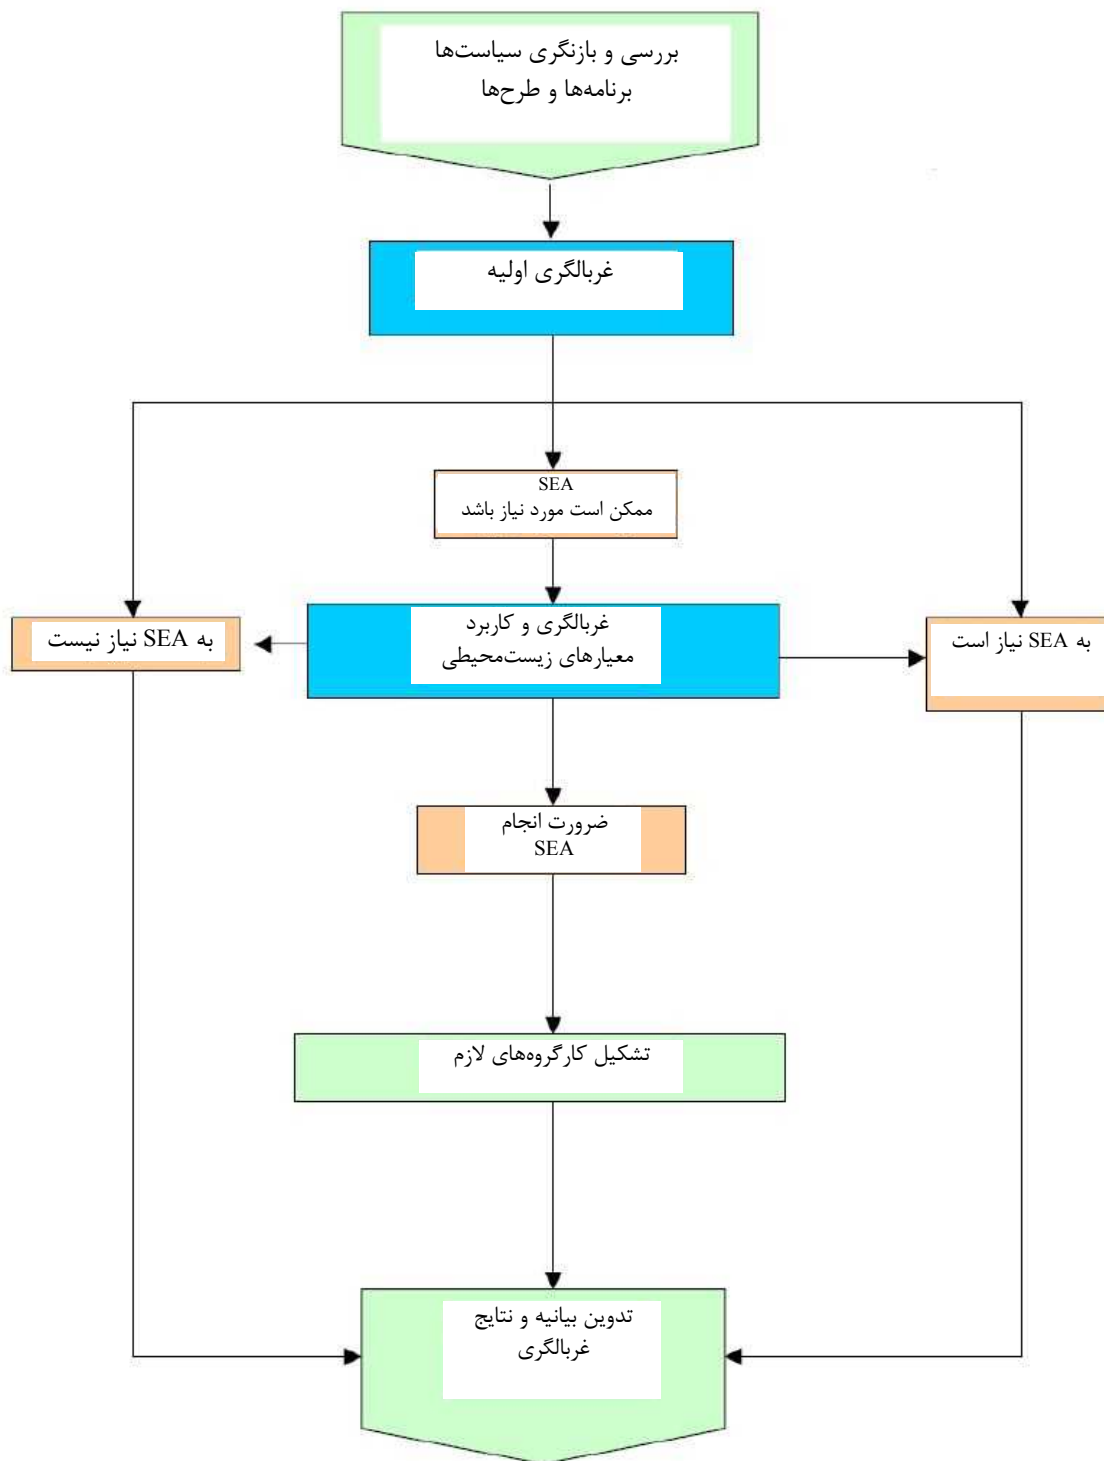 بررسی و بازنگری سیاست‌ها
برنامه‌ها و طرح‌ها
غربالگری اولیه
SEA
ممکن است مورد نیاز باشد
غربالگری و کاربرد
معیارهای زیست‌محیطی
به SEA نیاز است
به SEA نیاز نیست
ضرورت انجام
SEA
تشکیل کارگروه‌های لازم
تدوین بیانیه و نتایج
غربالگری